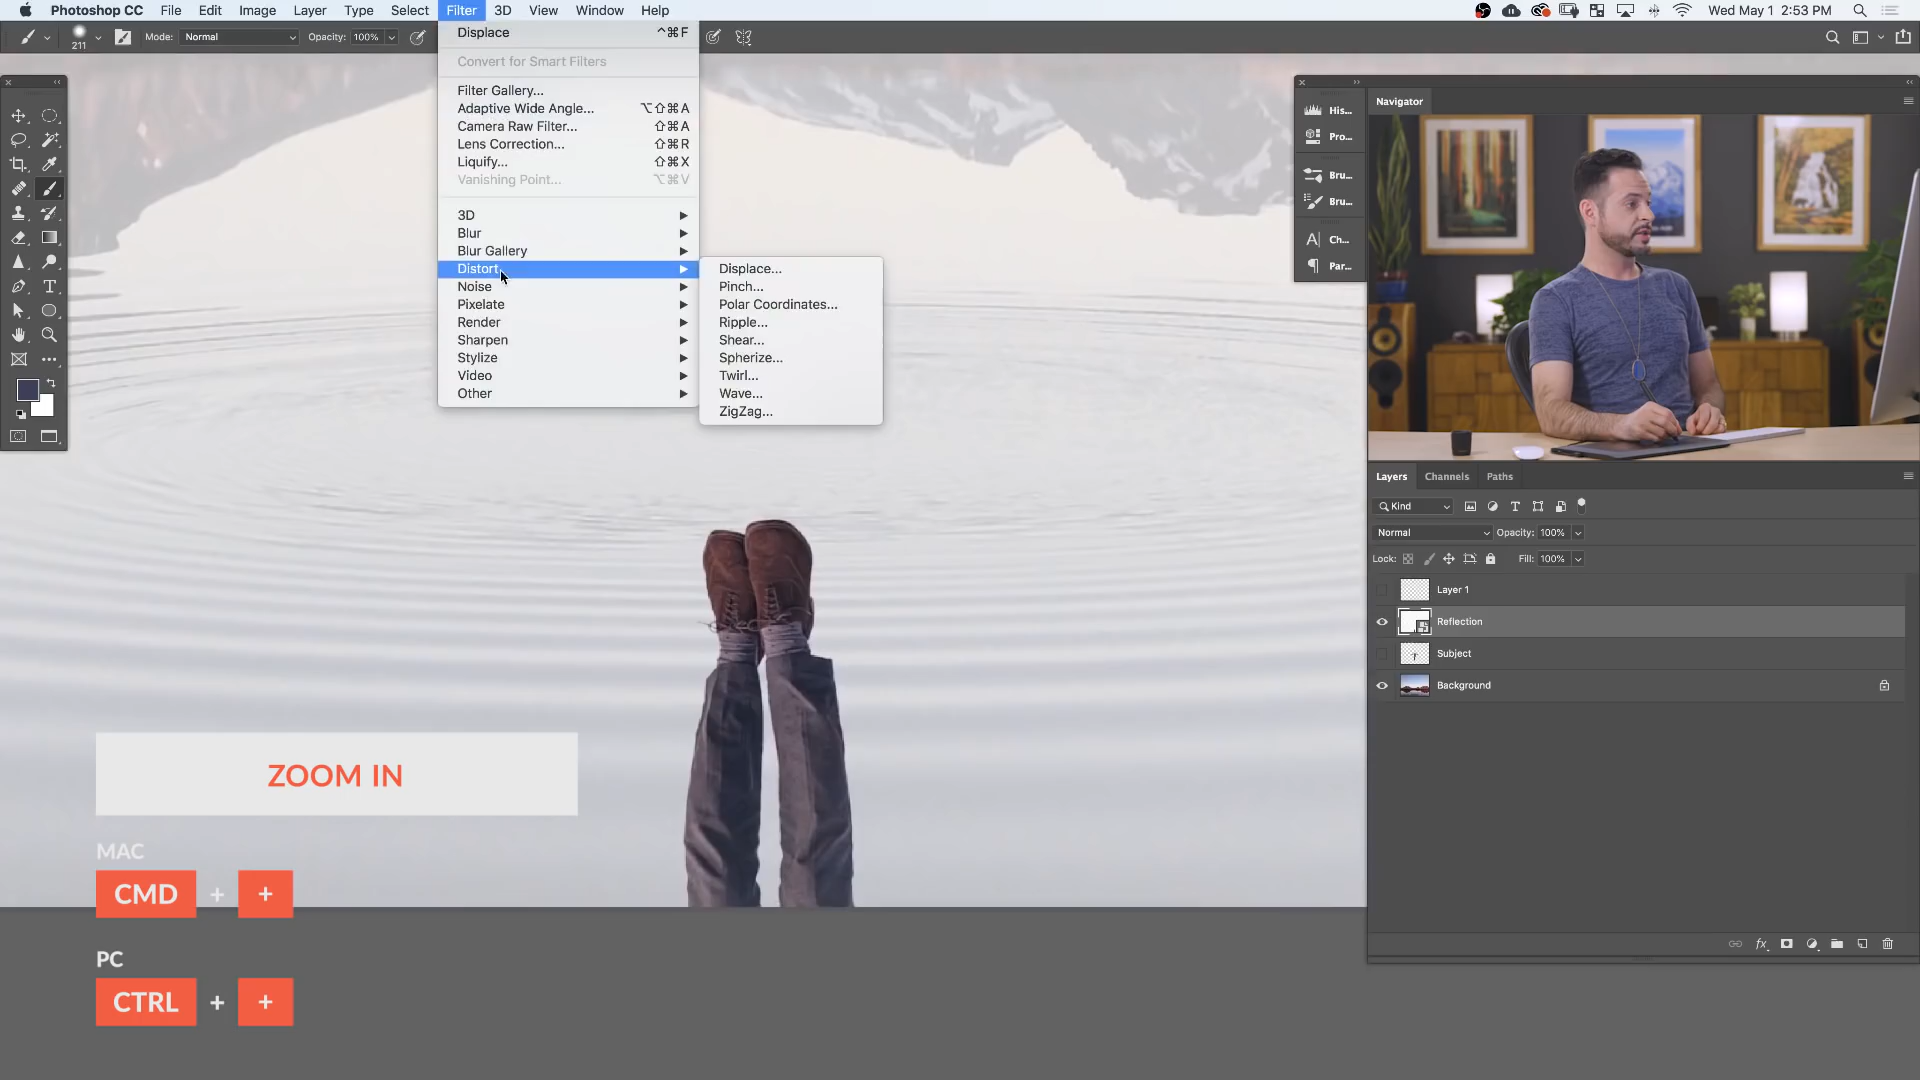 Photoshop CC File Edit Image Layer Type Select Filter 3D View Window Help Wed May 1 2:53 PM
211 Mode: Normal Opacity: 100%
Displace ^⌘F
Convert for Smart Filters
Filter Gallery...
Adaptive Wide Angle... ⌥⇧⌘A
Camera Raw Filter... ⇧⌘A
Lens Correction... ⇧⌘R
Liquify... ⇧⌘X
Vanishing Point... ⌥⌘V
3D
Blur
Blur Gallery
Distort
Noise
Pixelate
Render
Sharpen
Stylize
Video
Other
Displace...
Pinch...
Polar Coordinates...
Ripple...
Shear...
Spherize...
Twirl...
Wave...
ZigZag...
His...
Pro...
Bru...
Bru...
Ch...
Par...
Navigator
Layers Channels Paths
Kind
Normal Opacity: 100%
Lock: Fill: 100%
Layer 1
Reflection
Subject
Background
fx
ZOOM IN
MAC
CMD + +
PC
CTRL + +